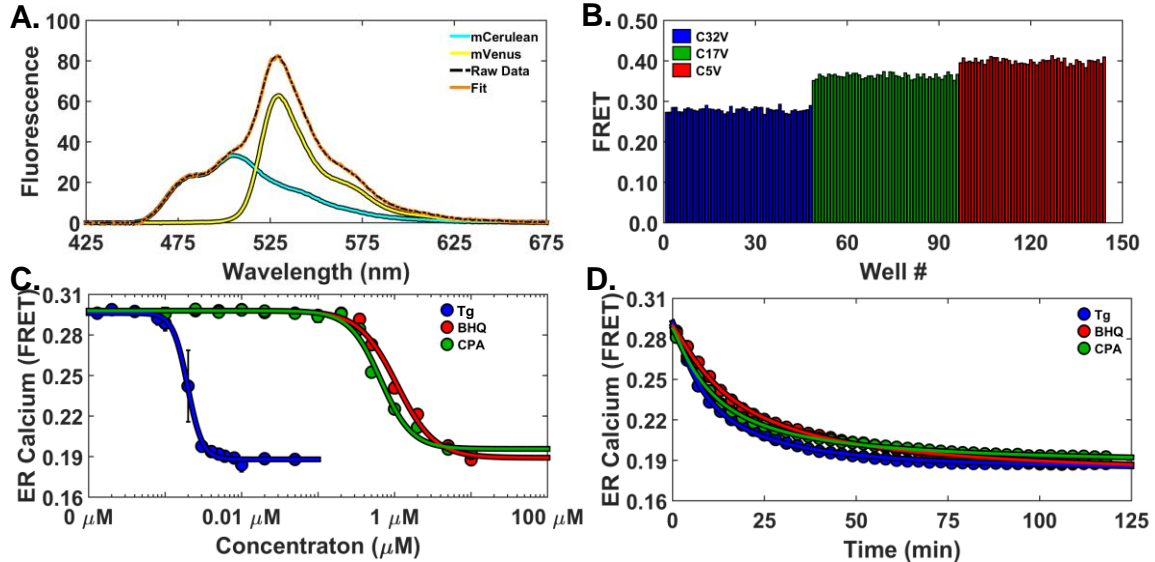 A.
Fluorescence
100
80
60
40
20
0
mCerulean
mVenus
Raw Data
Fit
425
475
525
575
625
675
Wavelength (nm)
B.
FRET
0.50
0.40
0.30
0.20
0.10
0.00
C32V
C17V
C5V
0
30
60
90
120
150
Well #
C.
ER Calcium (FRET)
0.31
0.28
0.25
0.22
0.19
0.16
Tg
BHQ
CPA
0 μM
0.01 μM
1 μM
100 μM
Concentraton (μM)
D.
ER Calcium (FRET)
0.31
0.28
0.25
0.22
0.19
0.16
Tg
BHQ
CPA
0
25
50
75
100
125
Time (min)